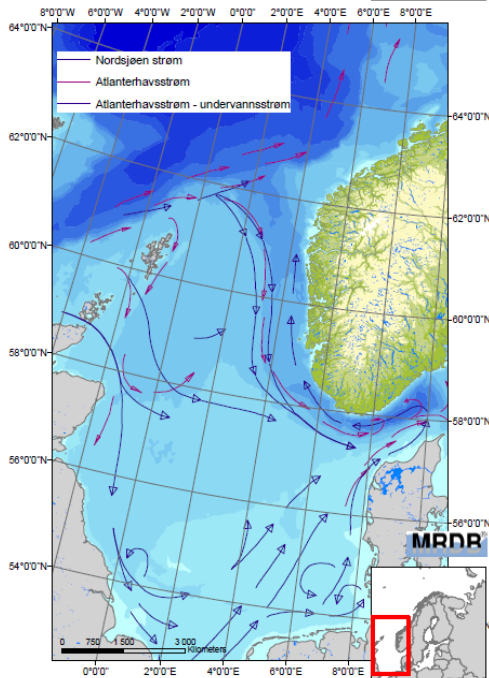 8°0'0"W 6°0'0"W 4°0'0"W 2°0'0"W 0°0'0" 2°0'0"E 4°0'0"E 6°0'0"E 8°0'0"E
64°0'0"N
Nordsjøen strøm
Atlanterhavsstrøm
Atlanterhavsstrøm - undervannsstrøm
64°0'0"N
62°0'0"N
62°0'0"N
60°0'0"N
60°0'0"N
58°0'0"N
58°0'0"N
56°0'0"N
56°0'0"N
MRDB
54°0'0"N
0 750 1 500 3 000
Kilometers
0°0'0" 2°0'0"E 4°0'0"E 6°0'0"E 8°0'0"E